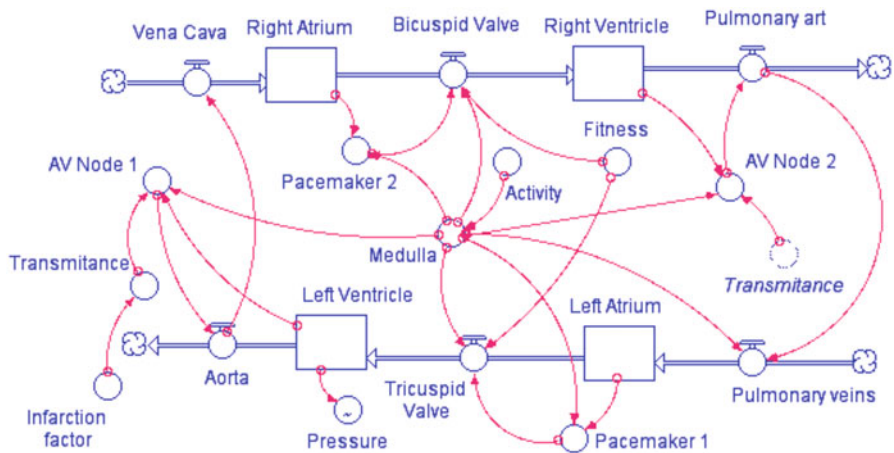 Vena Cava
Right Atrium
Bicuspid Valve
Right Ventricle
Pulmonary art
AV Node 1
Pacemaker 2
Activity
Fitness
AV Node 2
Transmitance
Medulla
Transmitance
Left Ventricle
Left Atrium
Infarction
factor
Aorta
Pressure
~
Tricuspid
Valve
Pacemaker 1
Pulmonary veins